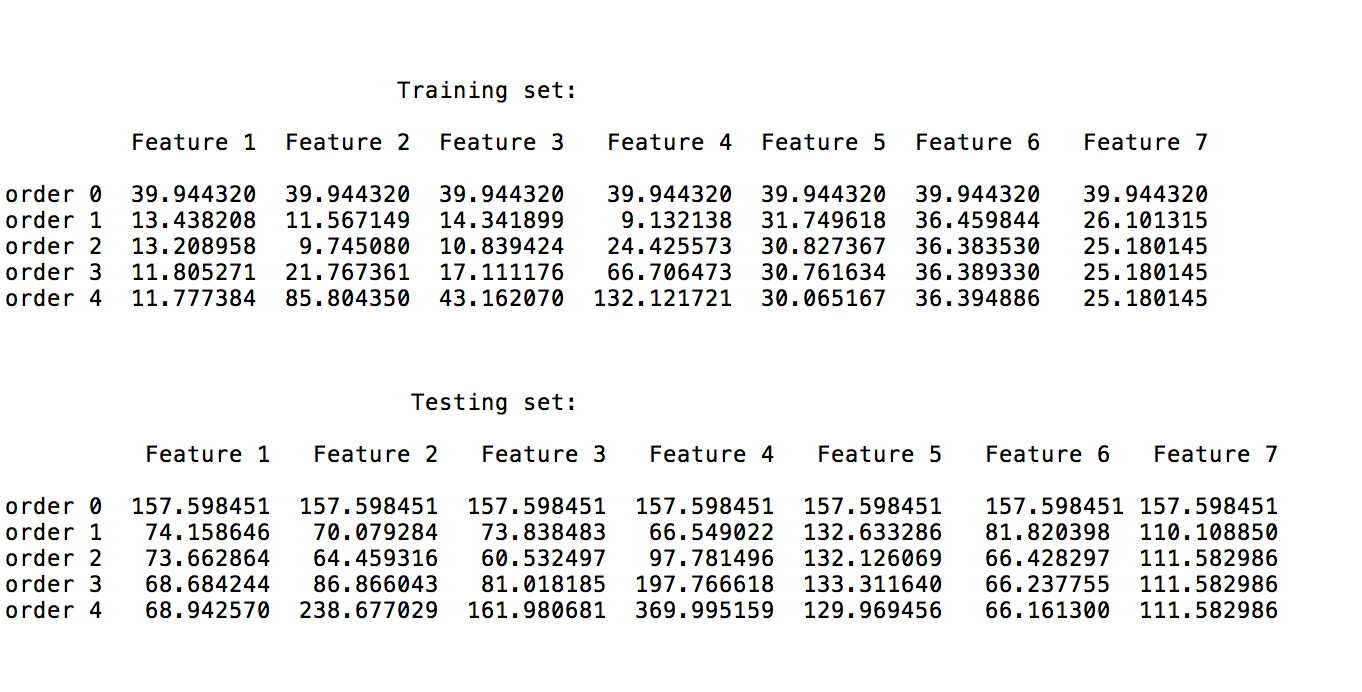 Training set:
Feature 1 Feature 2 Feature 3 Feature 4 Feature 5 Feature 6 Feature 7
order 0 39.944320 39.944320 39.944320 39.944320 39.944320 39.944320 39.944320
order 1 13.438208 11.567149 14.341899 9.132138 31.749618 36.459844 26.101315
order 2 13.208958 9.745080 10.839424 24.425573 30.827367 36.383530 25.180145
order 3 11.805271 21.767361 17.111176 66.706473 30.761634 36.389330 25.180145
order 4 11.777384 85.804350 43.162070 132.121721 30.065167 36.394886 25.180145
Testing set:
Feature 1 Feature 2 Feature 3 Feature 4 Feature 5 Feature 6 Feature 7
order 0 157.598451 157.598451 157.598451 157.598451 157.598451 157.598451 157.598451
order 1 74.158646 70.079284 73.838483 66.549022 132.633286 81.820398 110.108850
order 2 73.662864 64.459316 60.532497 97.781496 132.126069 66.428297 111.582986
order 3 68.684244 86.866043 81.018185 197.766618 133.311640 66.237755 111.582986
order 4 68.942570 238.677029 161.980681 369.995159 129.969456 66.161300 111.582986